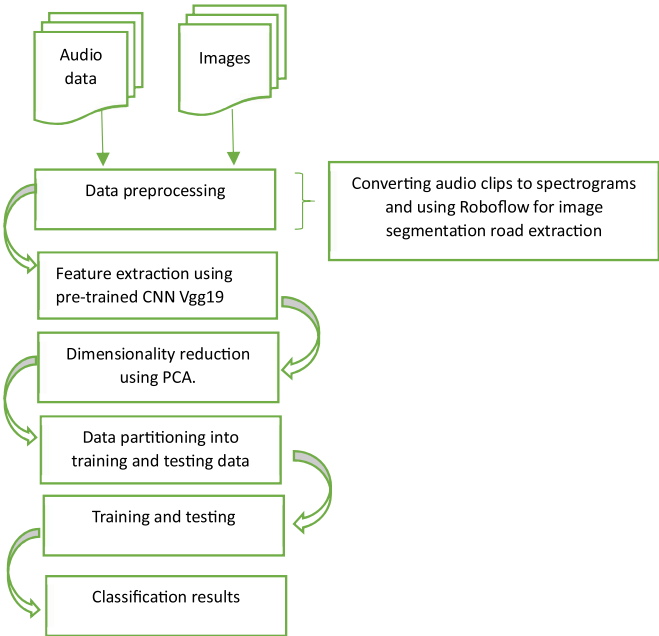 Audio
data
Images
Data preprocessing
Converting audio clips to spectrograms
and using Roboflow for image
segmentation road extraction
Feature extraction using
pre-trained CNN Vgg19
Dimensionality reduction
using PCA.
Data partitioning into
training and testing data
Training and testing
Classification results